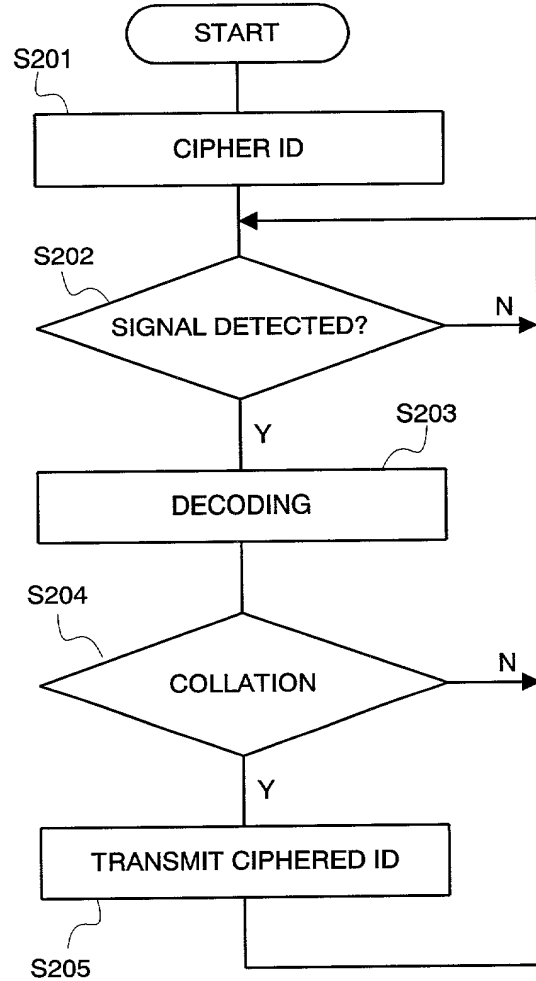 START
S201
CIPHER ID
S202
SIGNAL DETECTED?
N
Y
S203
DECODING
S204
COLLATION
N
Y
TRANSMIT CIPHERED ID
S205